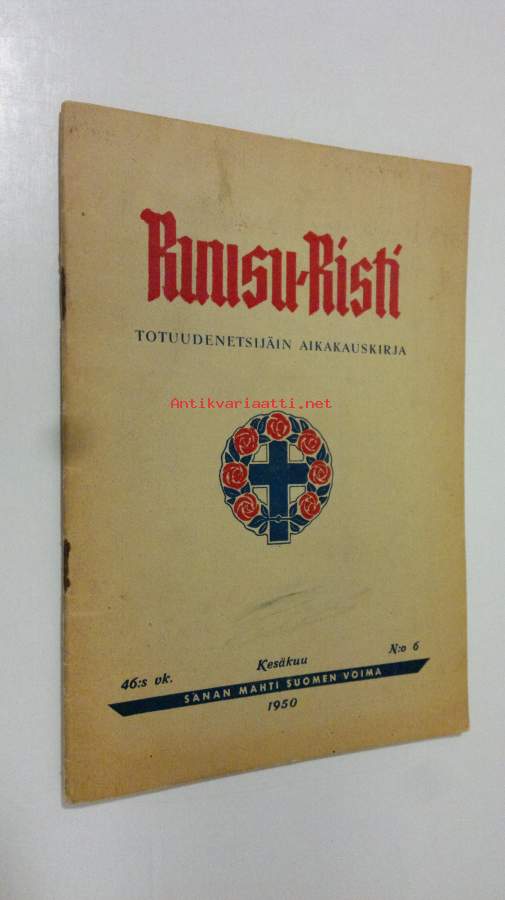 Ruusu-Risti
TOTUUDENETSIJÄIN AIKAKAUSKIRJA
Antikvariaatti.net
46:s vk.
Kesäkuu
N:o 6
SANAN MAHTI SUOMEN VOIMA
1950